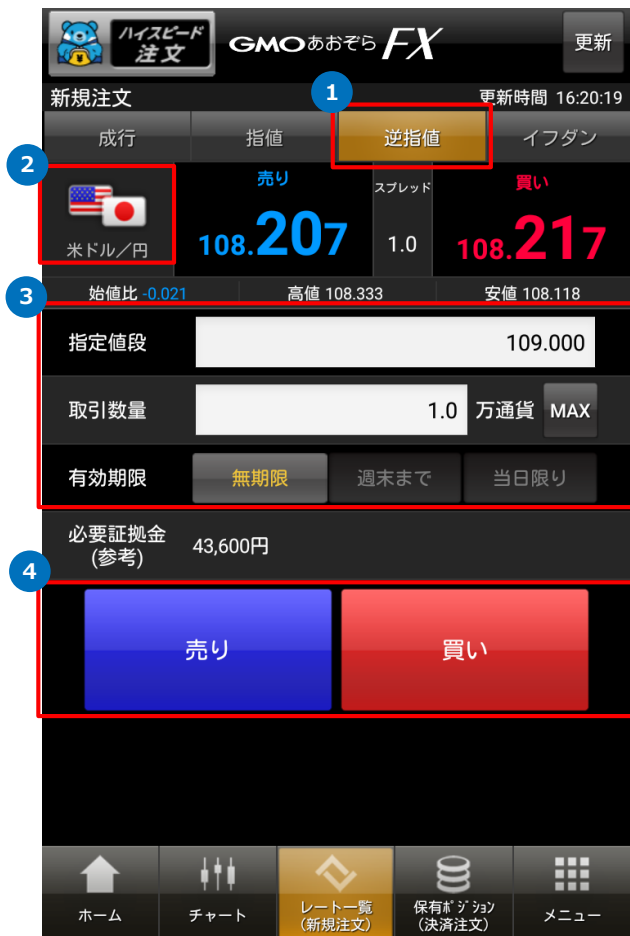 ハイスピード
注文
GMOあおぞらFX
更新
新規注文
1
更新時間 16:20:19
成行
指値
逆指値
イフダン
2
米ドル／円
売り
108.207
スプレッド
1.0
買い
108.217
3
始値比 -0.021
高値 108.333
安値 108.118
指定値段
109.000
取引数量
1.0
万通貨
MAX
有効期限
無期限
週末まで
当日限り
必要証拠金
(参考)
43,600円
4
売り
買い
ホーム
チャート
レート一覧
(新規注文)
保有ﾎﾟｼﾞｼｮﾝ
(決済注文)
メニュー